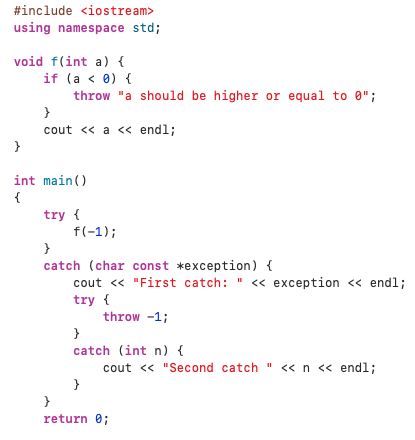 #include <iostream>
using namespace std;

void f(int a) {
    if (a < 0) {
        throw "a should be higher or equal to 0";
    }
    cout << a << endl;
}

int main()
{
    try {
        f(-1);
    }
    catch (char const *exception) {
        cout << "First catch: " << exception << endl;
        try {
            throw -1;
        }
        catch (int n) {
            cout << "Second catch " << n << endl;
        }
    }
    return 0;